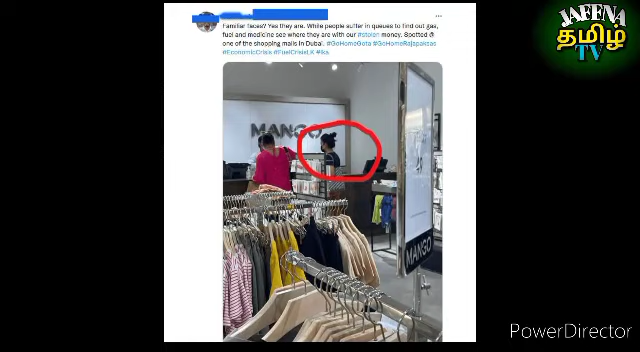 JAFFNA
தமிழ்
TV
Familiar faces? Yes they are. While people suffer in queues to find out gas,
fuel and medicine see where they are with our #stolen money. Spotted @
one of the shopping malls in Dubai. #GoHomeGota #GoHomeRajapaksas
#EconomicCrisis #FuelCrisisLK #lka
MANGO
MANGO
PowerDirector